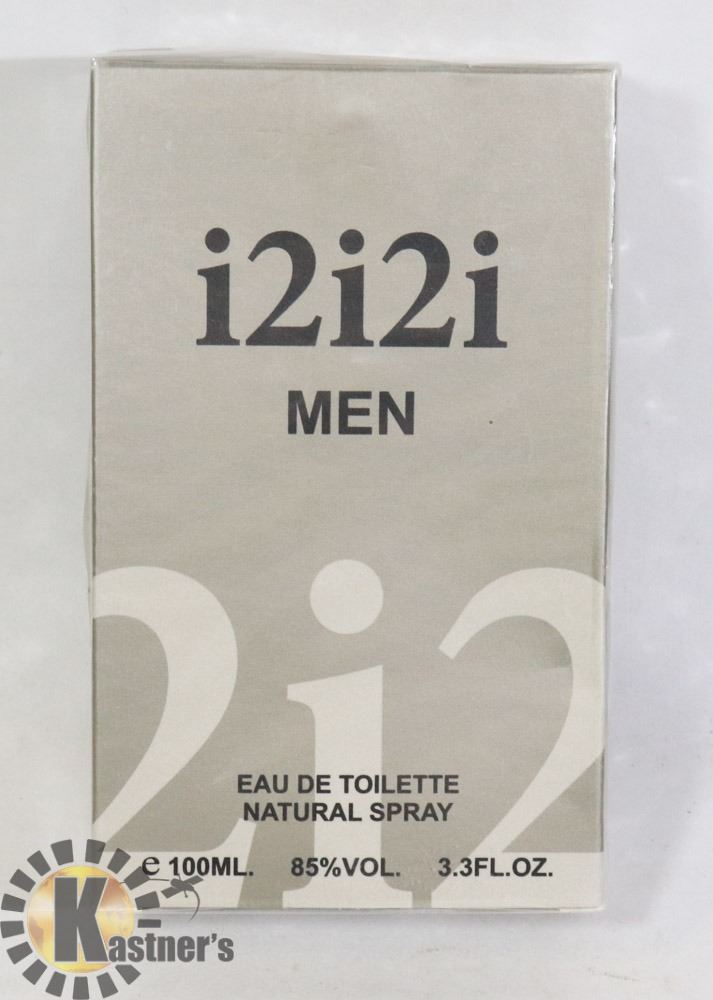 i2i2i
MEN
2i2
EAU DE TOILETTE
NATURAL SPRAY
℮ 100ML. 85%VOL. 3.3FL.OZ.
Kastner's